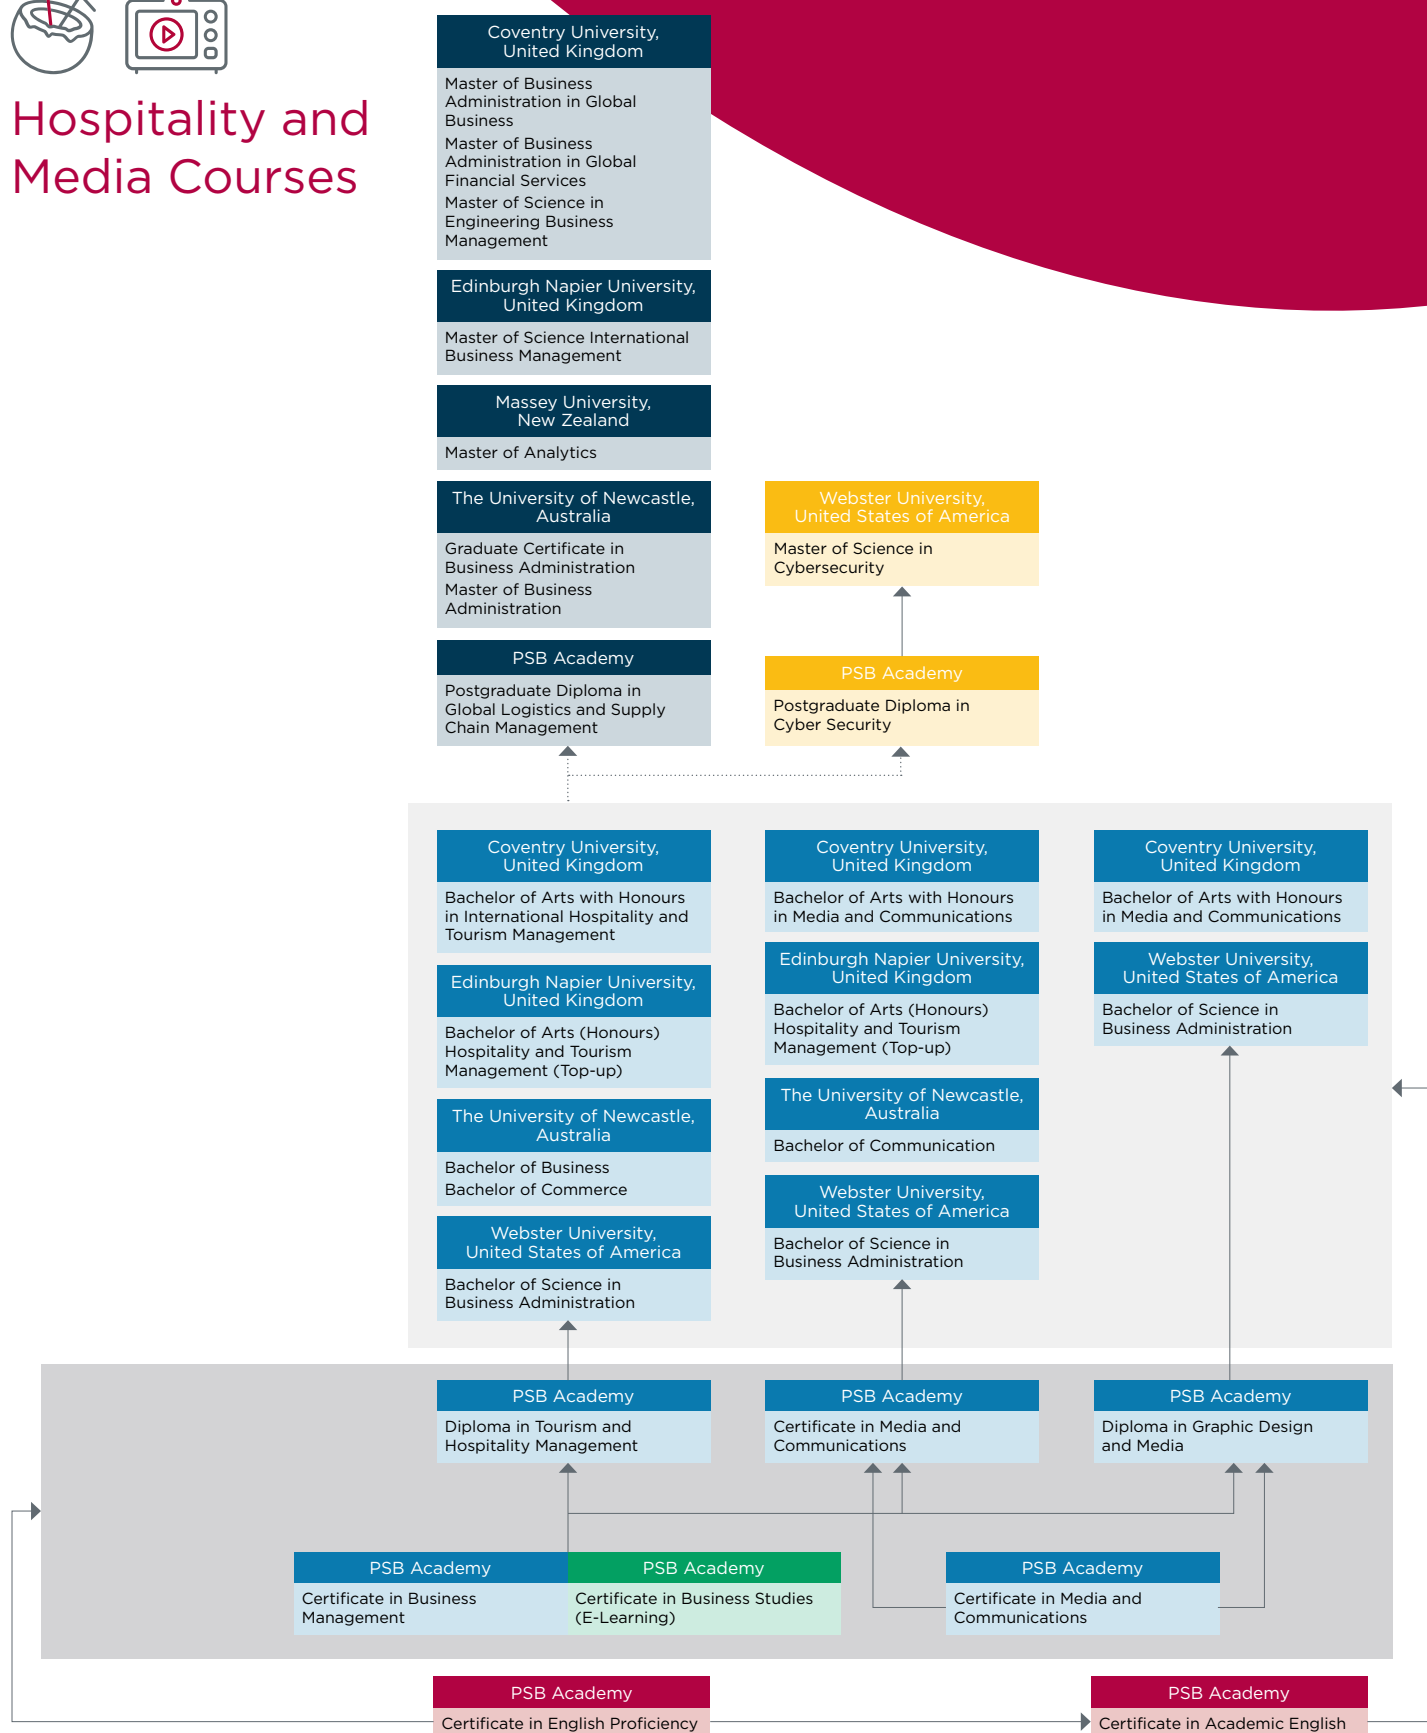 Hospitality and
Media Courses
Coventry University,
United Kingdom
Master of Business
Administration in Global
Business
Master of Business
Administration in Global
Financial Services
Master of Science in
Engineering Business
Management
Edinburgh Napier University,
United Kingdom
Master of Science International
Business Management
Massey University,
New Zealand
Master of Analytics
The University of Newcastle,
Australia
Graduate Certificate in
Business Administration
Master of Business
Administration
PSB Academy
Postgraduate Diploma in
Global Logistics and Supply
Chain Management
Webster University,
United States of America
Master of Science in
Cybersecurity
PSB Academy
Postgraduate Diploma in
Cyber Security
Coventry University,
United Kingdom
Bachelor of Arts with Honours
in International Hospitality and
Tourism Management
Edinburgh Napier University,
United Kingdom
Bachelor of Arts (Honours)
Hospitality and Tourism
Management (Top-up)
The University of Newcastle,
Australia
Bachelor of Business
Bachelor of Commerce
Webster University,
United States of America
Bachelor of Science in
Business Administration
Coventry University,
United Kingdom
Bachelor of Arts with Honours
in Media and Communications
Edinburgh Napier University,
United Kingdom
Bachelor of Arts (Honours)
Hospitality and Tourism
Management (Top-up)
The University of Newcastle,
Australia
Bachelor of Communication
Webster University,
United States of America
Bachelor of Science in
Business Administration
Coventry University,
United Kingdom
Bachelor of Arts with Honours
in Media and Communications
Webster University,
United States of America
Bachelor of Science in
Business Administration
PSB Academy
Diploma in Tourism and
Hospitality Management
PSB Academy
Certificate in Media and
Communications
PSB Academy
Diploma in Graphic Design
and Media
PSB Academy
Certificate in Business
Management
PSB Academy
Certificate in Business Studies
(E-Learning)
PSB Academy
Certificate in Media and
Communications
PSB Academy
Certificate in English Proficiency
PSB Academy
Certificate in Academic English